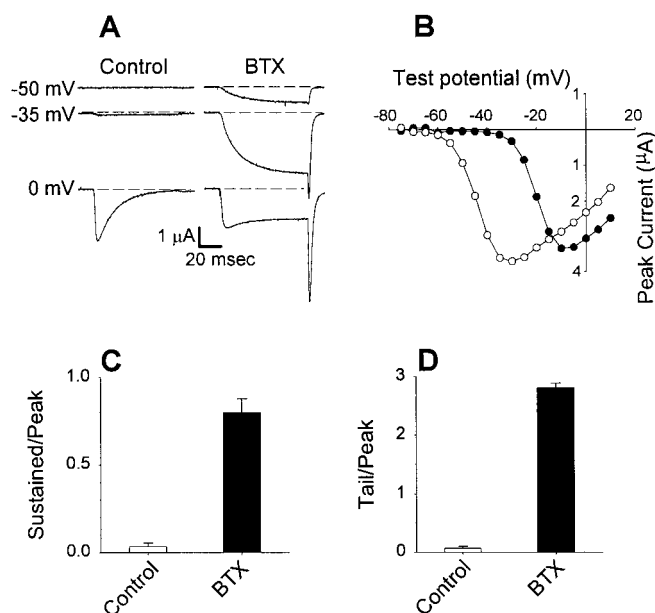 A
Control
BTX
-50 mV
-35 mV
0 mV
1 µA
20 msec
B
Test potential (mV)
-80 -60 -40 -20 20
1
1
2
4
Peak Current (µA)
C
1.0
0.5
0.0
Sustained/Peak
Control
BTX
D
3
2
1
0
Tail/Peak
Control
BTX